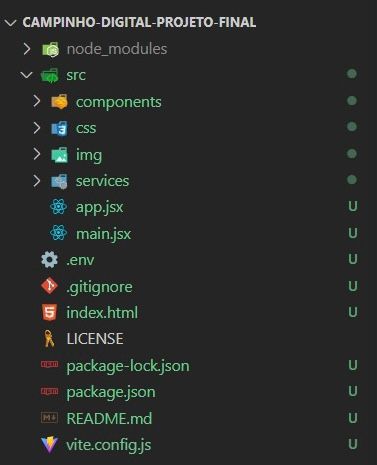 CAMPINHO-DIGITAL-PROJETO-FINAL
node_modules
src
components
css
img
services
app.jsx U
main.jsx U
.env U
.gitignore U
index.html U
LICENSE
package-lock.json U
package.json U
README.md U
vite.config.js U